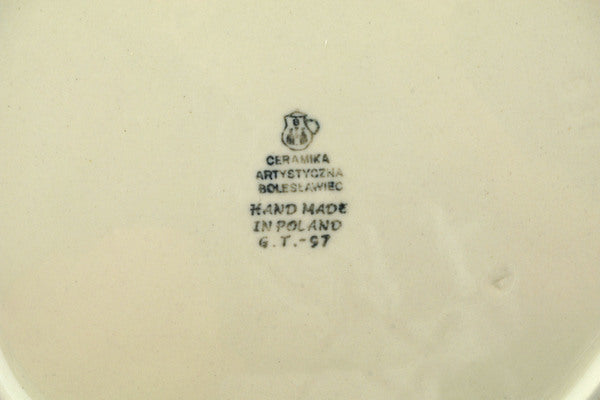 CERAMIKA
ARTYSTYCZNA
BOLESŁAWIEC
HAND MADE
IN POLAND
G.T.-97